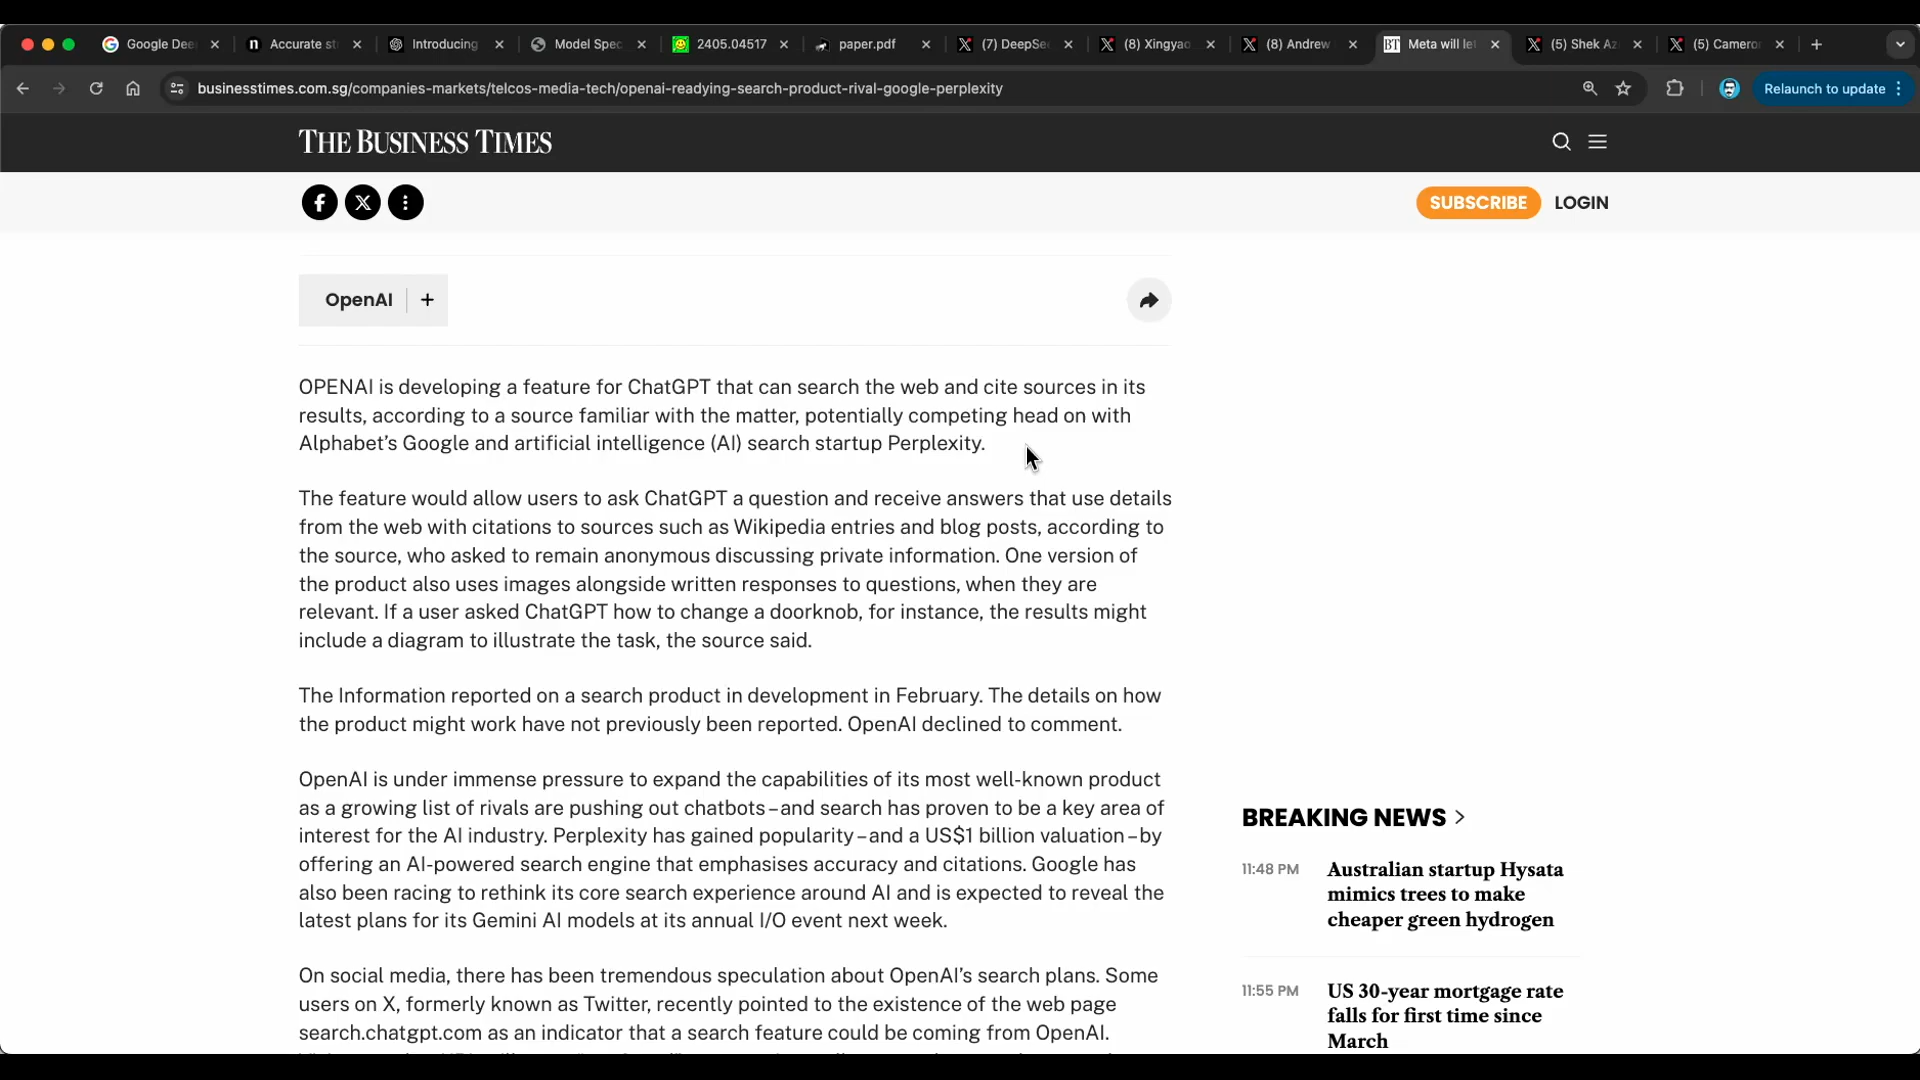 Google Dee
Accurate st
Introducing
Model Spec
2405.04517
paper.pdf
(7) DeepSe
(8) Xingyao
(8) Andrew
Meta will let
(5) Shek Az
(5) Cameron
businesstimes.com.sg/companies-markets/telcos-media-tech/openai-readying-search-product-rival-google-perplexity
Relaunch to update
THE BUSINESS TIMES
SUBSCRIBE
LOGIN
OpenAI +
OPENAI is developing a feature for ChatGPT that can search the web and cite sources in its
results, according to a source familiar with the matter, potentially competing head on with
Alphabet’s Google and artificial intelligence (AI) search startup Perplexity.
The feature would allow users to ask ChatGPT a question and receive answers that use details
from the web with citations to sources such as Wikipedia entries and blog posts, according to
the source, who asked to remain anonymous discussing private information. One version of
the product also uses images alongside written responses to questions, when they are
relevant. If a user asked ChatGPT how to change a doorknob, for instance, the results might
include a diagram to illustrate the task, the source said.
The Information reported on a search product in development in February. The details on how
the product might work have not previously been reported. OpenAI declined to comment.
OpenAI is under immense pressure to expand the capabilities of its most well-known product
as a growing list of rivals are pushing out chatbots – and search has proven to be a key area of
interest for the AI industry. Perplexity has gained popularity – and a US$1 billion valuation – by
offering an AI-powered search engine that emphasises accuracy and citations. Google has
also been racing to rethink its core search experience around AI and is expected to reveal the
latest plans for its Gemini AI models at its annual I/O event next week.
On social media, there has been tremendous speculation about OpenAI’s search plans. Some
users on X, formerly known as Twitter, recently pointed to the existence of the web page
search.chatgpt.com as an indicator that a search feature could be coming from OpenAI.
BREAKING NEWS >
11:48 PM
Australian startup Hysata
mimics trees to make
cheaper green hydrogen
11:55 PM
US 30-year mortgage rate
falls for first time since
March